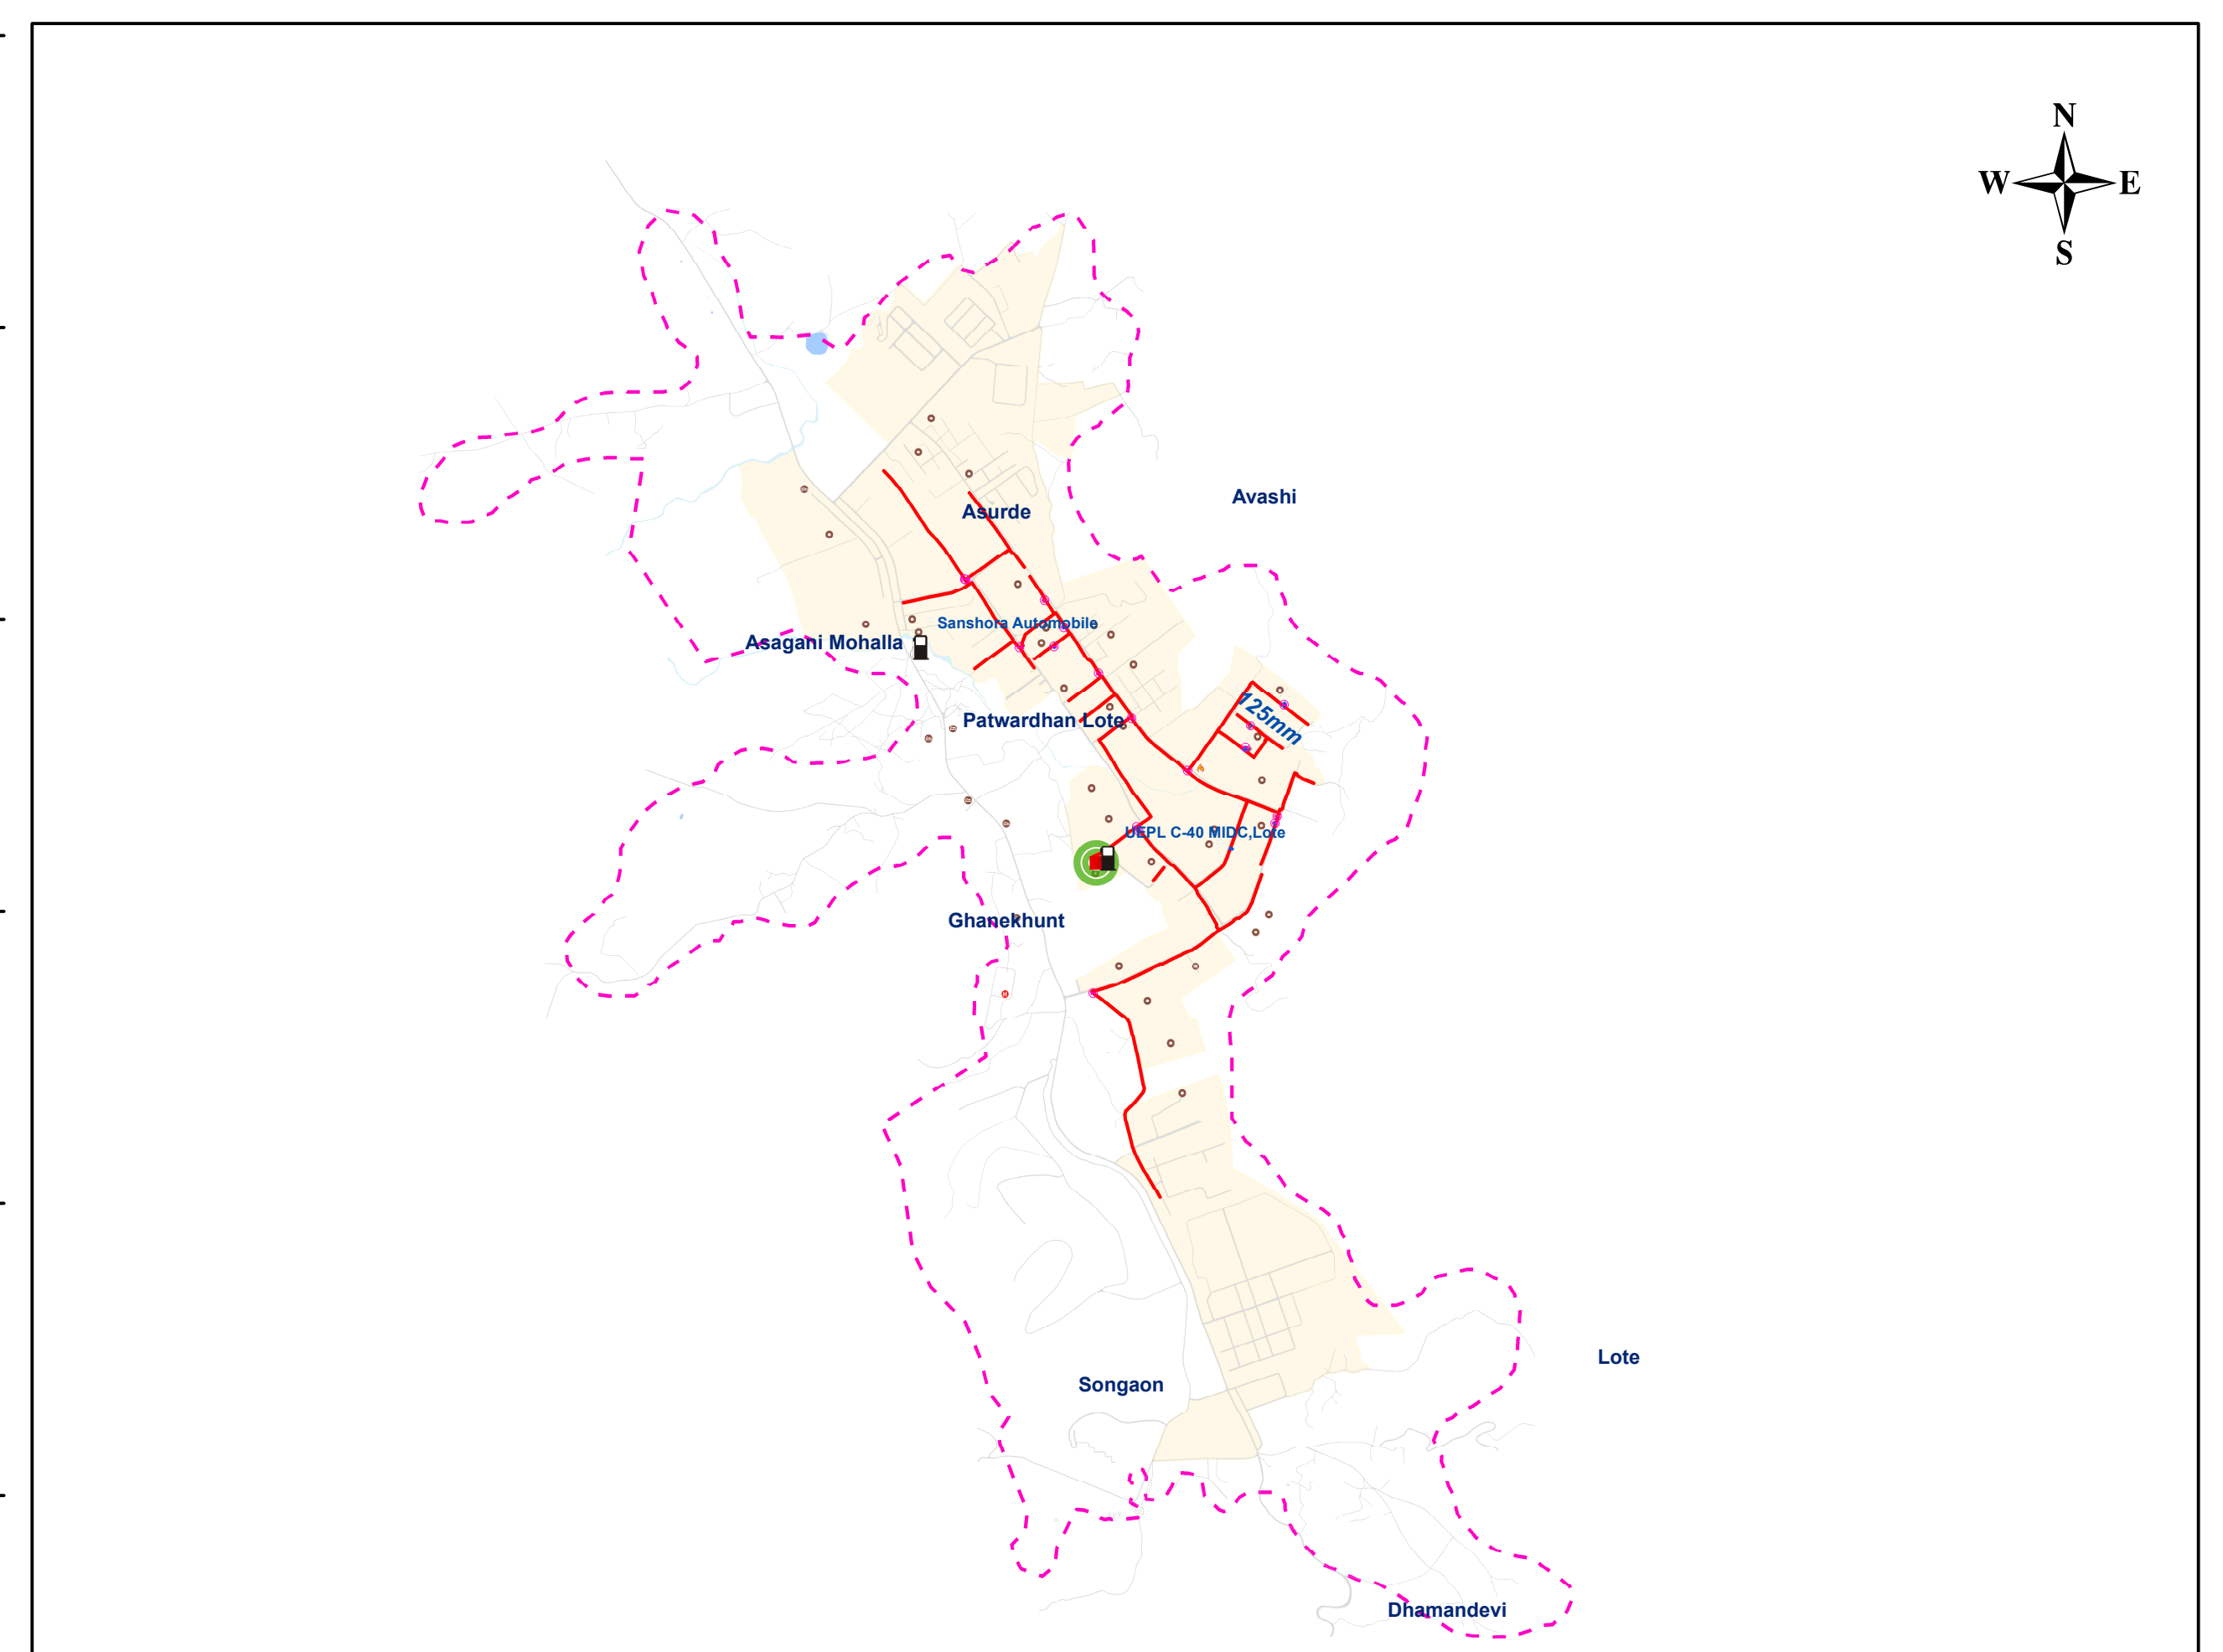 N
W E
S
Avashi
Asurde
Sanshora Automobile
Asagani Mohalla
125mm
Patwardhan Lote
UEPL C-40 MIDC,Lote
Ghanekhunt
H
Lote
Songaon
Dhamandevi